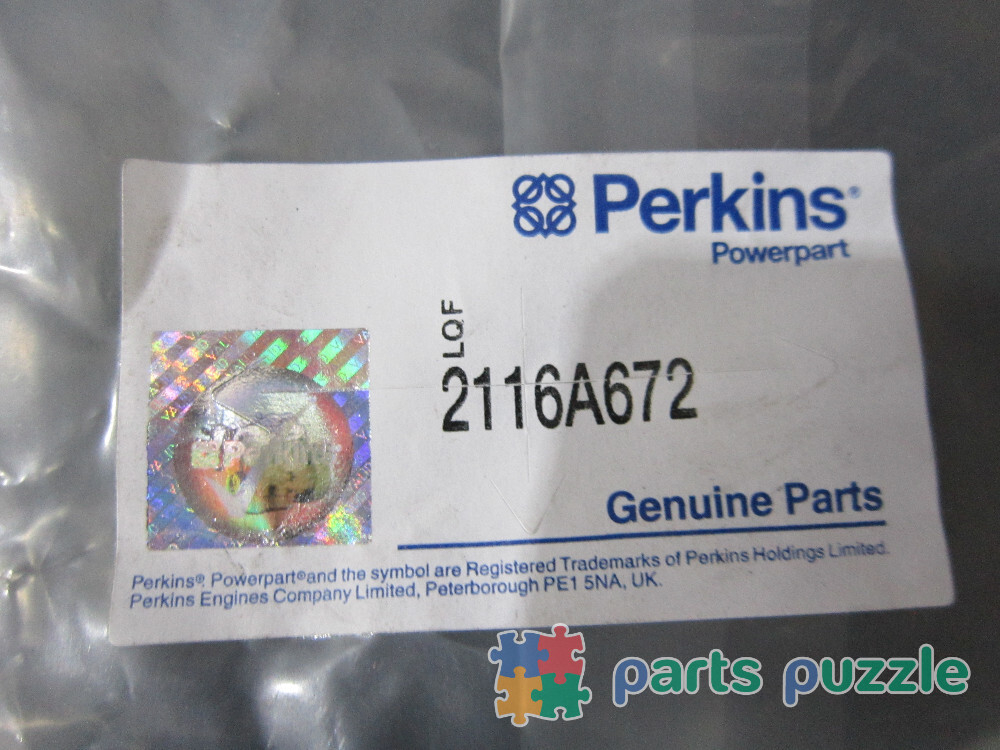 Perkins®
Powerpart
LQF
2116A672
Genuine Parts
Perkins®, Powerpart® and the symbol are Registered Trademarks of Perkins Holdings Limited.
Perkins Engines Company Limited, Peterborough PE1 5NA, UK.
parts puzzle